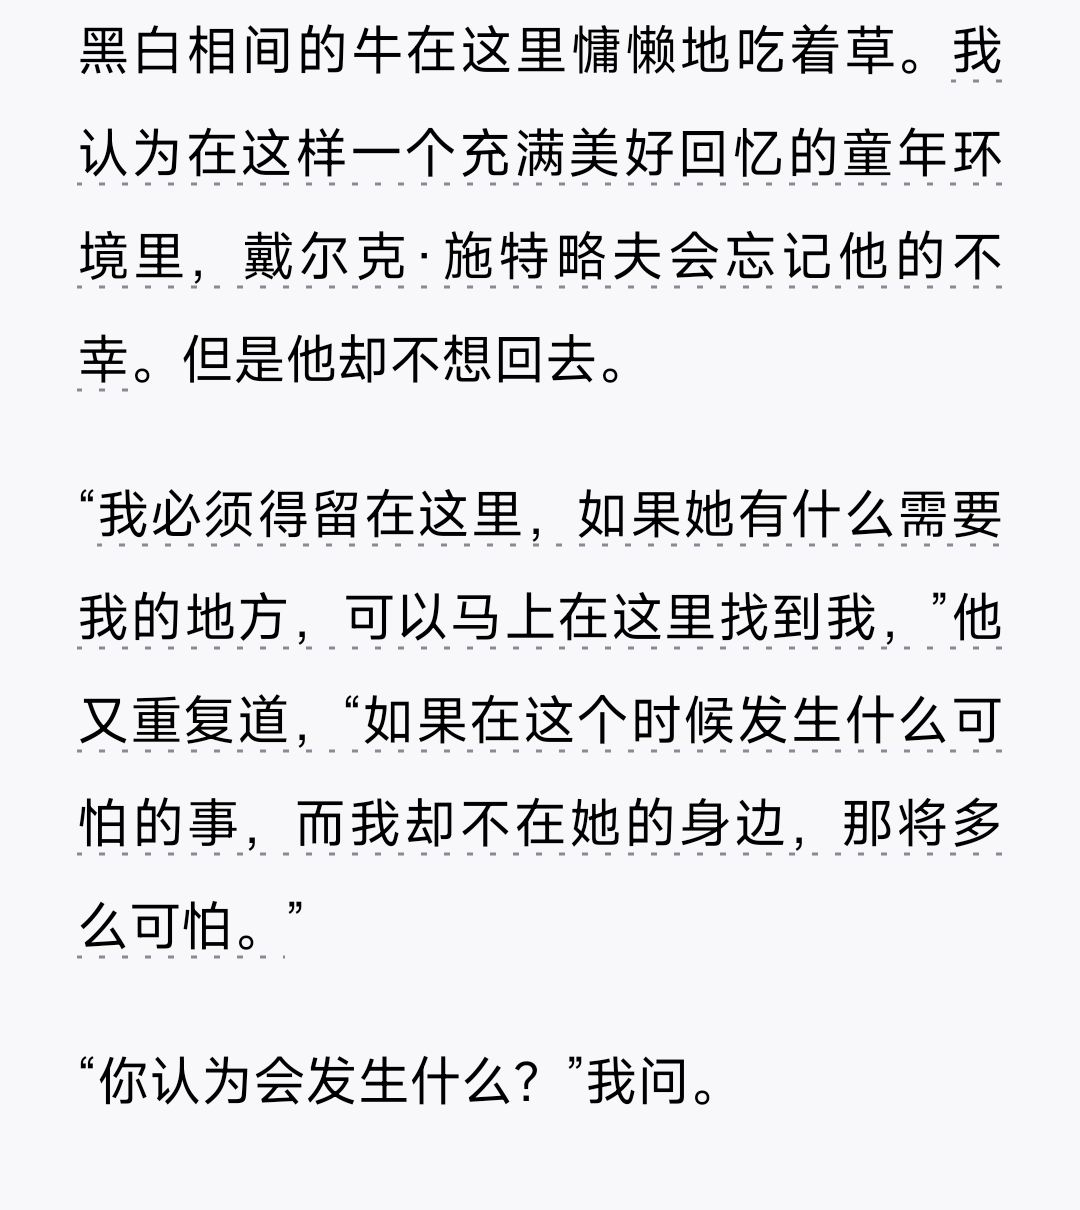 黑白相间的牛在这里慵懒地吃着草。我
认为在这样一个充满美好回忆的童年环
境里，戴尔克·施特略夫会忘记他的不
幸。但是他却不想回去。
“我必须得留在这里，如果她有什么需要
我的地方，可以马上在这里找到我，”他
又重复道，“如果在这个时候发生什么可
怕的事，而我却不在她的身边，那将多
么可怕。”
“你认为会发生什么？”我问。